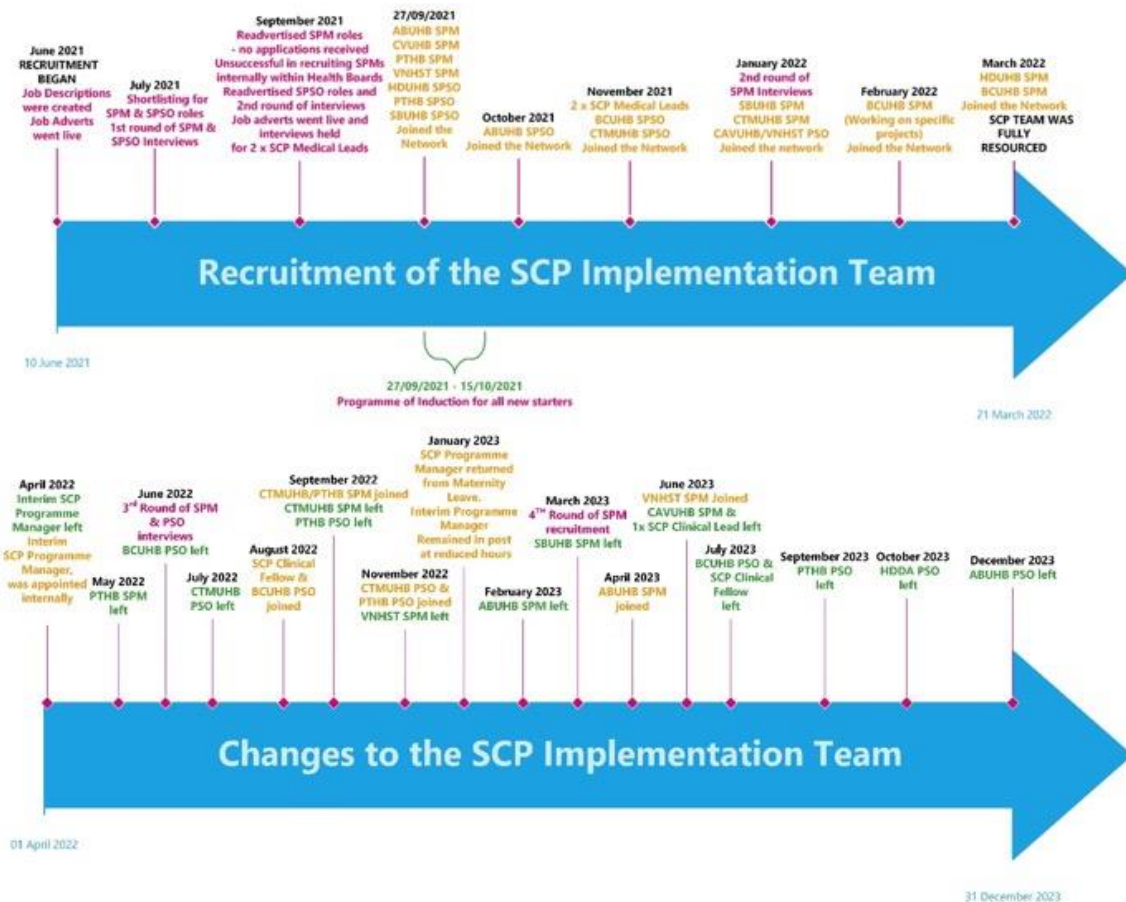 June 2021
RECRUITMENT
BEGAN
Job Descriptions
were created
Job Adverts
went live
July 2021
Shortlisting for
SPM & SPSO roles
1st round of SPM &
SPSO Interviews
September 2021
Readvertised SPM roles
- no applications received
Unsuccessful in recruiting SPMs
internally within Health Boards
Readvertised SPSO roles and
2nd round of interviews
Job adverts went live and
interviews held
for 2 x SCP Medical Leads
27/09/2021
ABUHB SPM
CVUHB SPM
PTHB SPM
VNHST SPM
HDUHB SPSO
PTHB SPSO
SBUHB SPSO
Joined the
Network
October 2021
ABUHB SPSO
Joined the Network
November 2021
2 x SCP Medical Leads
BCUHB SPSO
CTMUHB SPSO
Joined the Network
January 2022
2nd round of
SPM Interviews
SBUHB SPM
CTMUHB SPM
CAVUHB/VNHST PSO
Joined the network
February 2022
BCUHB SPM
(Working on specific
projects)
Joined the Network
March 2022
HDUHB SPM
BCUHB SPM
Joined the Network
SCP TEAM WAS
FULLY
RESOURCED
Recruitment of the SCP Implementation Team
10 June 2021
21 March 2022
27/09/2021 - 15/10/2021
Programme of Induction for all new starters
April 2022
Interim SCP
Programme
Manager left
Interim
SCP Programme
Manager,
was appointed
internally
May 2022
PTHB SPM
left
June 2022
3rd Round of SPM
& PSO
interviews
BCUHB PSO left
July 2022
CTMUHB
PSO left
August 2022
SCP Clinical
Fellow &
BCUHB PSO
joined
September 2022
CTMUHB/PTHB SPM joined
CTMUHB SPM left
PTHB PSO left
November 2022
CTMUHB PSO &
PTHB PSO joined
VNHST SPM left
January 2023
SCP Programme
Manager returned
from Maternity
Leave.
Interim Programme
Manager
Remained in post
at reduced hours
February 2023
ABUHB SPM left
March 2023
4TH Round of SPM
recruitment
SBUHB SPM left
April 2023
ABUHB SPM
joined
June 2023
VNHST SPM Joined
CAVUHB SPM &
1x SCP Clinical Lead left
July 2023
BCUHB PSO &
SCP Clinical
Fellow
left
September 2023
PTHB PSO
left
October 2023
HDDA PSO
left
December 2023
ABUHB PSO left
Changes to the SCP Implementation Team
01 April 2022
31 December 2023